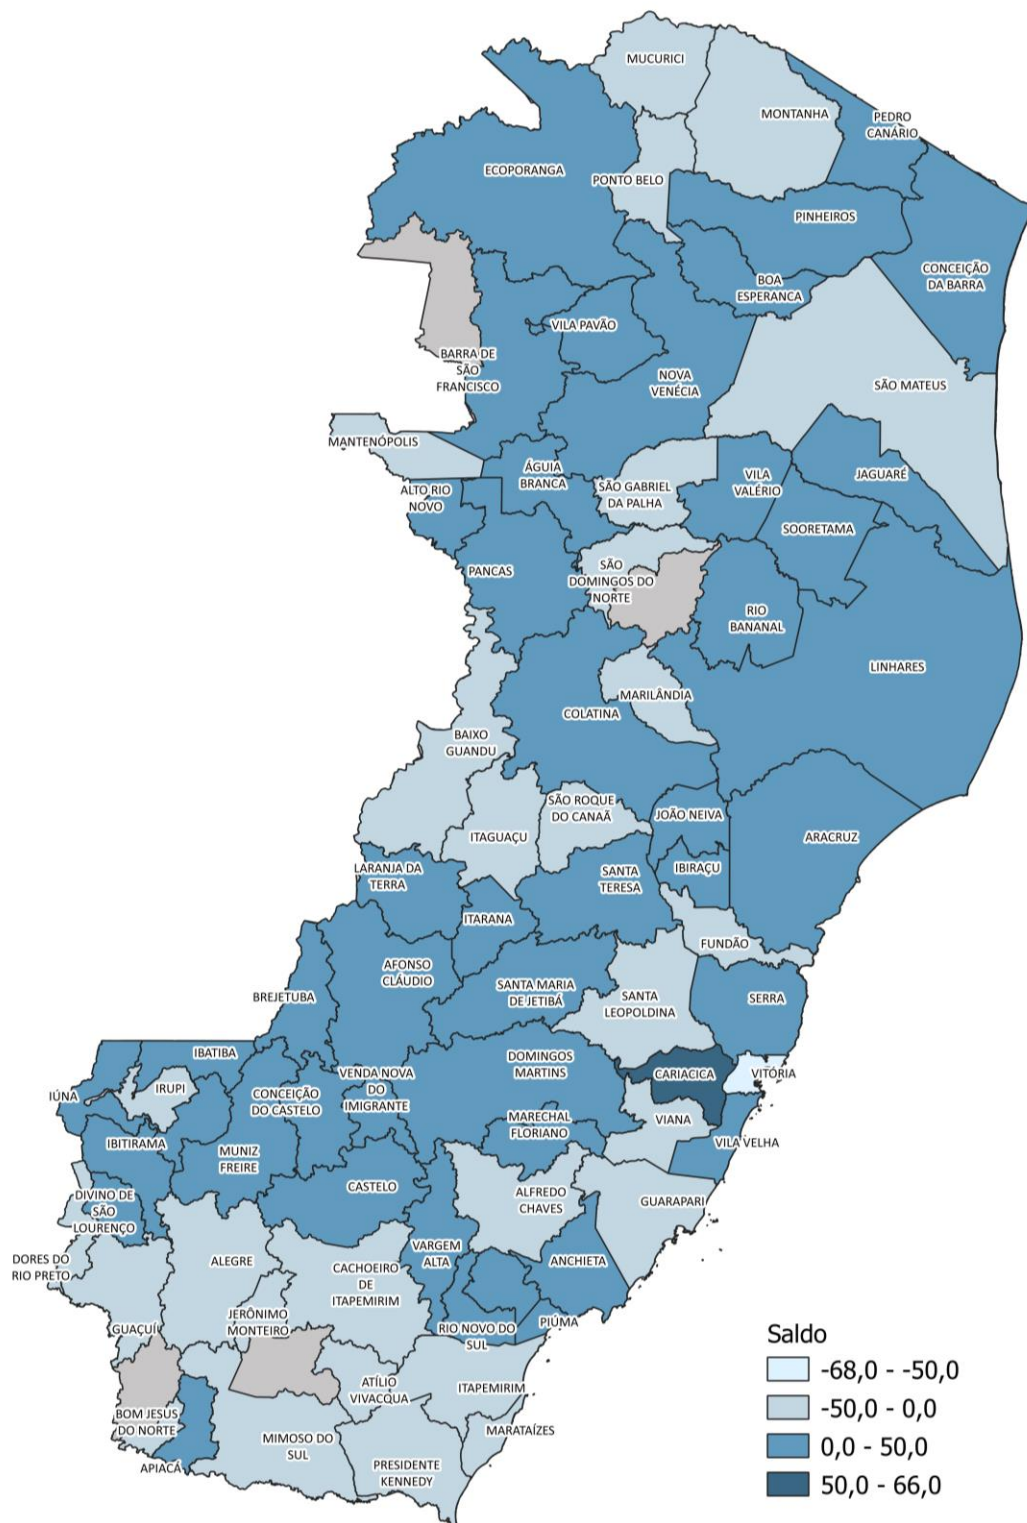 MUCURICI
MONTANHA
PEDRO
CANÁRIO
ECOPORANGA
PONTO BELO
PINHEIROS
CONCEIÇÃO
DA BARRA
BOA
ESPERANCA
VILA PAVÃO
BARRA DE
SÃO
FRANCISCO
NOVA
VENÉCIA
SÃO MATEUS
MANTENÓPOLIS
ÁGUIA
BRANCA
SÃO GABRIEL
DA PALHA
VILA
VALÉRIO
JAGUARÉ
ALTO RIO
NOVO
SOORETAMA
PANCAS
SÃO
DOMINGOS DO
NORTE
RIO
BANANAL
LINHARES
MARILÂNDIA
COLATINA
BAIXO
GUANDU
SÃO ROQUE
DO CANAÃ
JOÃO NEIVA
ITAGUAÇU
ARACRUZ
LARANJA DA
TERRA
SANTA
TERESA
IBIRAÇU
ITARANA
FUNDÃO
AFONSO
CLÁUDIO
BREJETUBA
SANTA MARIA
DE JETIBÁ
SANTA
LEOPOLDINA
SERRA
IBATIBA
DOMINGOS
MARTINS
CARIACICA
VITÓRIA
IÚNA
IRUPI
CONCEIÇÃO
DO CASTELO
VENDA NOVA
DO
IMIGRANTE
MARECHAL
FLORIANO
VIANA
VILA VELHA
IBITIRAMA
MUNIZ
FREIRE
CASTELO
ALFREDO
CHAVES
GUARAPARI
DIVINO DE
SÃO
LOURENÇO
DORES DO
RIO PRETO
ALEGRE
CACHOEIRO
DE
ITAPEMIRIM
VARGEM
ALTA
ANCHIETA
GUAÇUÍ
JERÔNIMO
MONTEIRO
RIO NOVO DO
SUL
PIÚMA
ATÍLIO
VIVACQUA
ITAPEMIRIM
BOM JESUS
DO NORTE
MIMOSO DO
SUL
MARATAÍZES
APIACÁ
PRESIDENTE
KENNEDY
Saldo
-68,0 - -50,0
-50,0 - 0,0
0,0 - 50,0
50,0 - 66,0